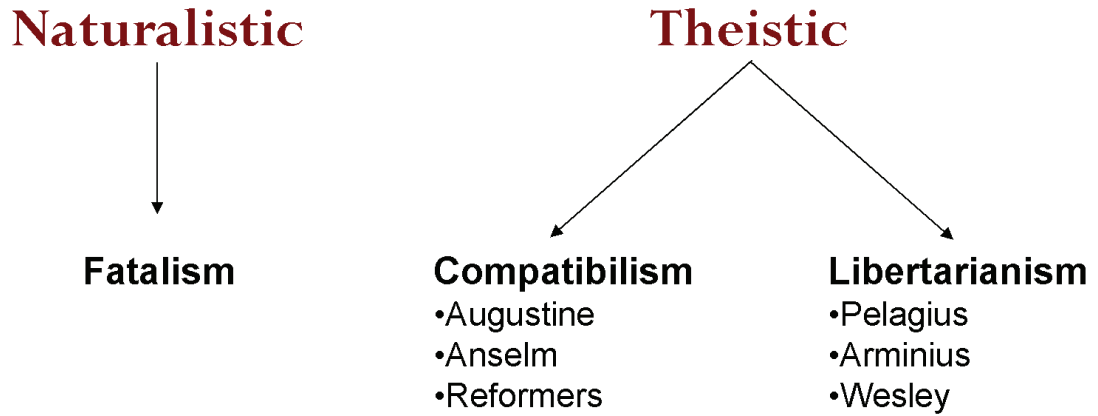 Naturalistic
Theistic
Fatalism
Compatibilism
•Augustine
•Anselm
•Reformers
Libertarianism
•Pelagius
•Arminius
•Wesley